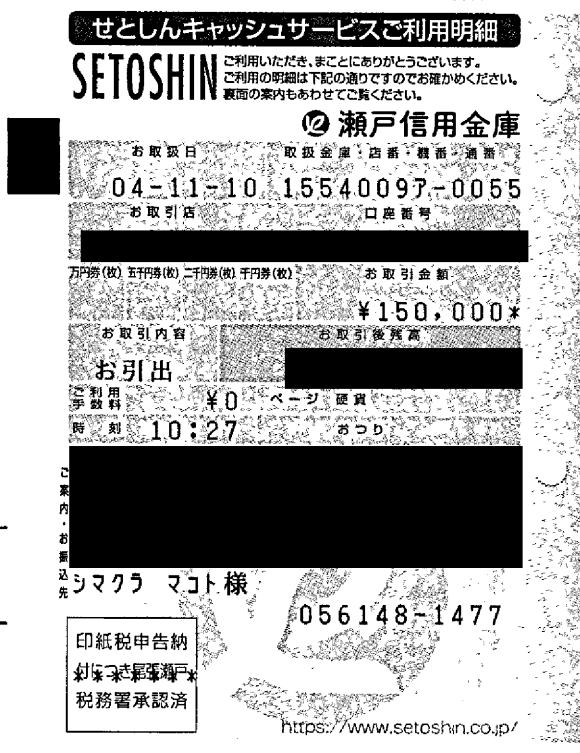 せとしんキャッシュサービスご利用明細
SETOSHIN
ご利用いただき、まことにありがとうございます。
ご利用の明細は下記の通りですのでお確かめください。
裏面の案内もあわせてご覧ください。
瀬戸信用金庫
お取扱日 取扱金庫・店番・機番・通番
04-11-10 15540097-0055
お取引店 口座番号
万円券(枚) 五千円券(枚) 二千円券(枚) 千円券(枚) お取引金額
¥150,000*
お取引内容 お取引後残高
お引出
ご利用手数料 ¥0 ページ 硬貨
時刻 10:27 おつり
ご案内・お振込先
シマクラ マコト 様
056148-1477
印紙税申告納
付につき尾張瀬戸
税務署承認済
https://www.setoshin.co.jp/